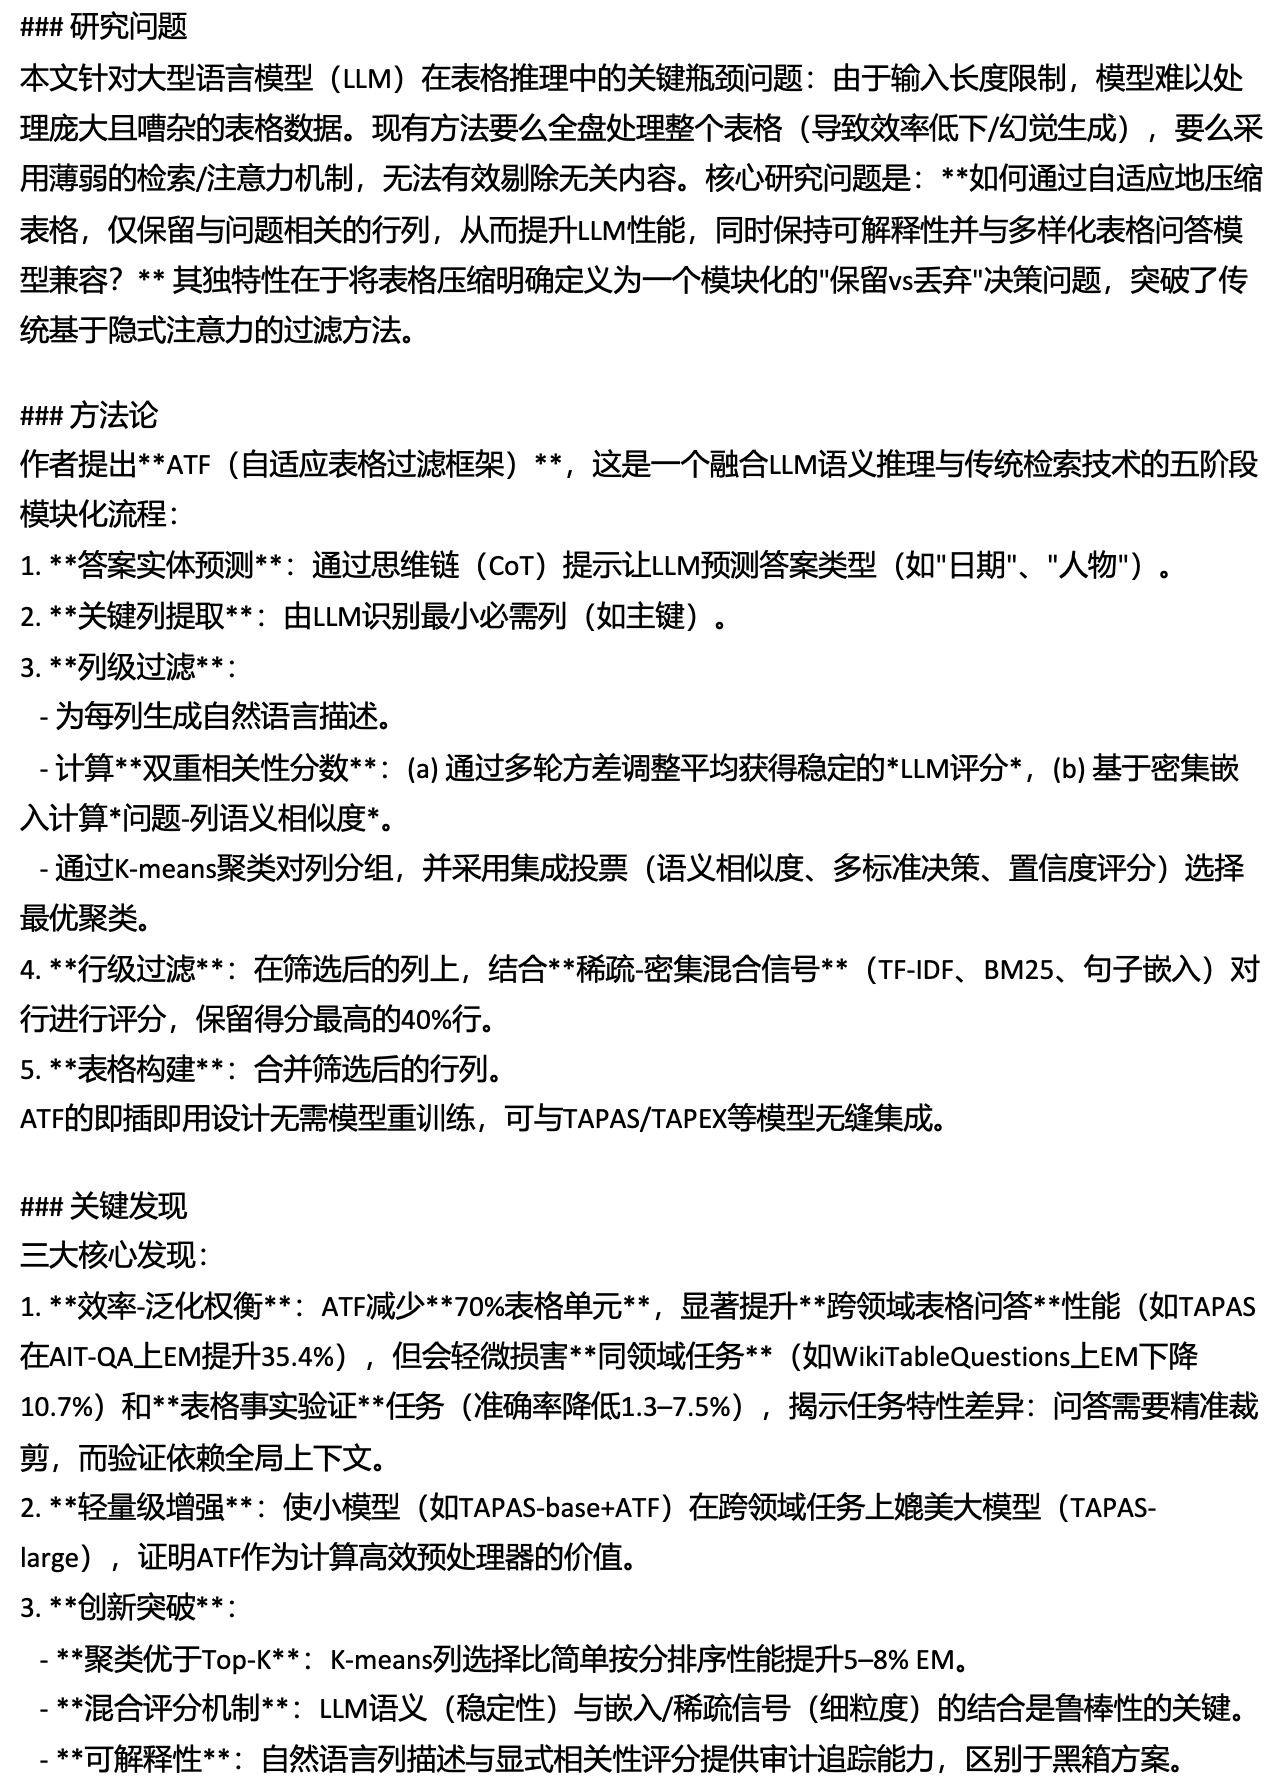 ### 研究问题
本文针对大型语言模型（LLM）在表格推理中的关键瓶颈问题：由于输入长度限制，模型难以处
理庞大且嘈杂的表格数据。现有方法要么全盘处理整个表格（导致效率低下/幻觉生成），要么采
用薄弱的检索/注意力机制，无法有效剔除无关内容。核心研究问题是：**如何通过自适应地压缩
表格，仅保留与问题相关的行列，从而提升LLM性能，同时保持可解释性并与多样化表格问答模
型兼容？** 其独特性在于将表格压缩明确定义为一个模块化的"保留vs丢弃"决策问题，突破了传
统基于隐式注意力的过滤方法。
### 方法论
作者提出**ATF（自适应表格过滤框架）**，这是一个融合LLM语义推理与传统检索技术的五阶段
模块化流程：
1. **答案实体预测**：通过思维链（CoT）提示让LLM预测答案类型（如"日期"、"人物"）。
2. **关键列提取**：由LLM识别最小必需列（如主键）。
3. **列级过滤**：
- 为每列生成自然语言描述。
- 计算**双重相关性分数**：(a) 通过多轮方差调整平均获得稳定的*LLM评分*，(b) 基于密集嵌
入计算*问题-列语义相似度*。
- 通过K-means聚类对列分组，并采用集成投票（语义相似度、多标准决策、置信度评分）选择
最优聚类。
4. **行级过滤**：在筛选后的列上，结合**稀疏-密集混合信号**（TF-IDF、BM25、句子嵌入）对
行进行评分，保留得分最高的40%行。
5. **表格构建**：合并筛选后的行列。
ATF的即插即用设计无需模型重训练，可与TAPAS/TAPEX等模型无缝集成。
### 关键发现
三大核心发现：
1. **效率-泛化权衡**：ATF减少**70%表格单元**，显著提升**跨领域表格问答**性能（如TAPAS
在AIT-QA上EM提升35.4%），但会轻微损害**同领域任务**（如WikiTableQuestions上EM下降
10.7%）和**表格事实验证**任务（准确率降低1.3–7.5%），揭示任务特性差异：问答需要精准裁
剪，而验证依赖全局上下文。
2. **轻量级增强**：使小模型（如TAPAS-base+ATF）在跨领域任务上媲美大模型（TAPAS-
large），证明ATF作为计算高效预处理器的价值。
3. **创新突破**：
- **聚类优于Top-K**：K-means列选择比简单按分排序性能提升5–8% EM。
- **混合评分机制**：LLM语义（稳定性）与嵌入/稀疏信号（细粒度）的结合是鲁棒性的关键。
- **可解释性**：自然语言列描述与显式相关性评分提供审计追踪能力，区别于黑箱方案。